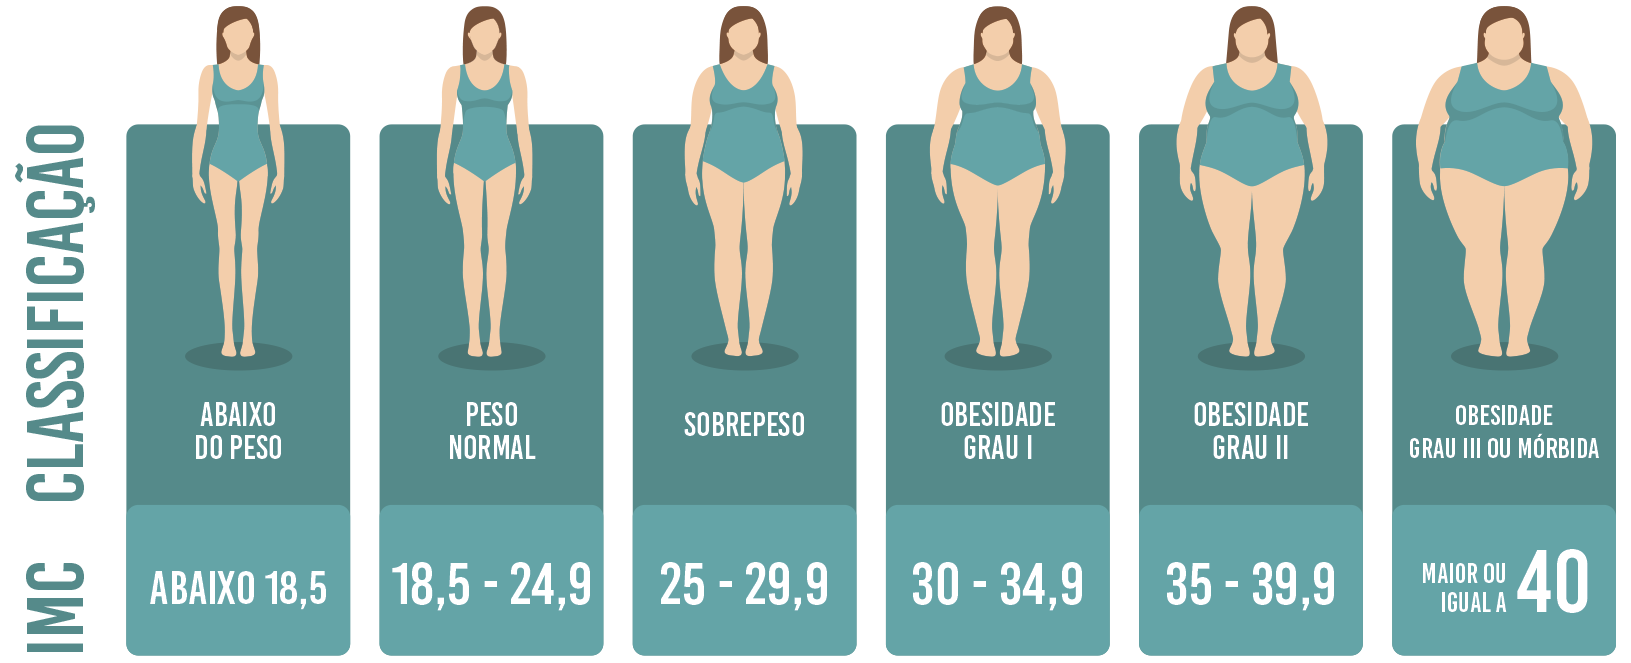 CLASSIFICAÇÃO
ABAIXO
DO PESO
PESO
NORMAL
SOBREPESO
OBESIDADE
GRAU I
OBESIDADE
GRAU II
OBESIDADE
GRAU III OU MÓRBIDA
IMC
ABAIXO 18,5
18,5 - 24,9
25 - 29,9
30 - 34,9
35 - 39,9
MAIOR OU
IGUAL A 40